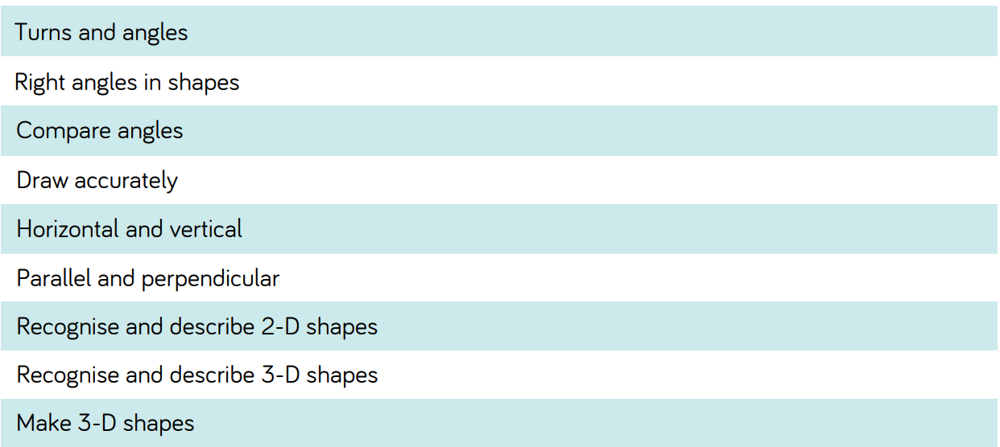 Turns and angles
Right angles in shapes
Compare angles
Draw accurately
Horizontal and vertical
Parallel and perpendicular
Recognise and describe 2-D shapes
Recognise and describe 3-D shapes
Make 3-D shapes